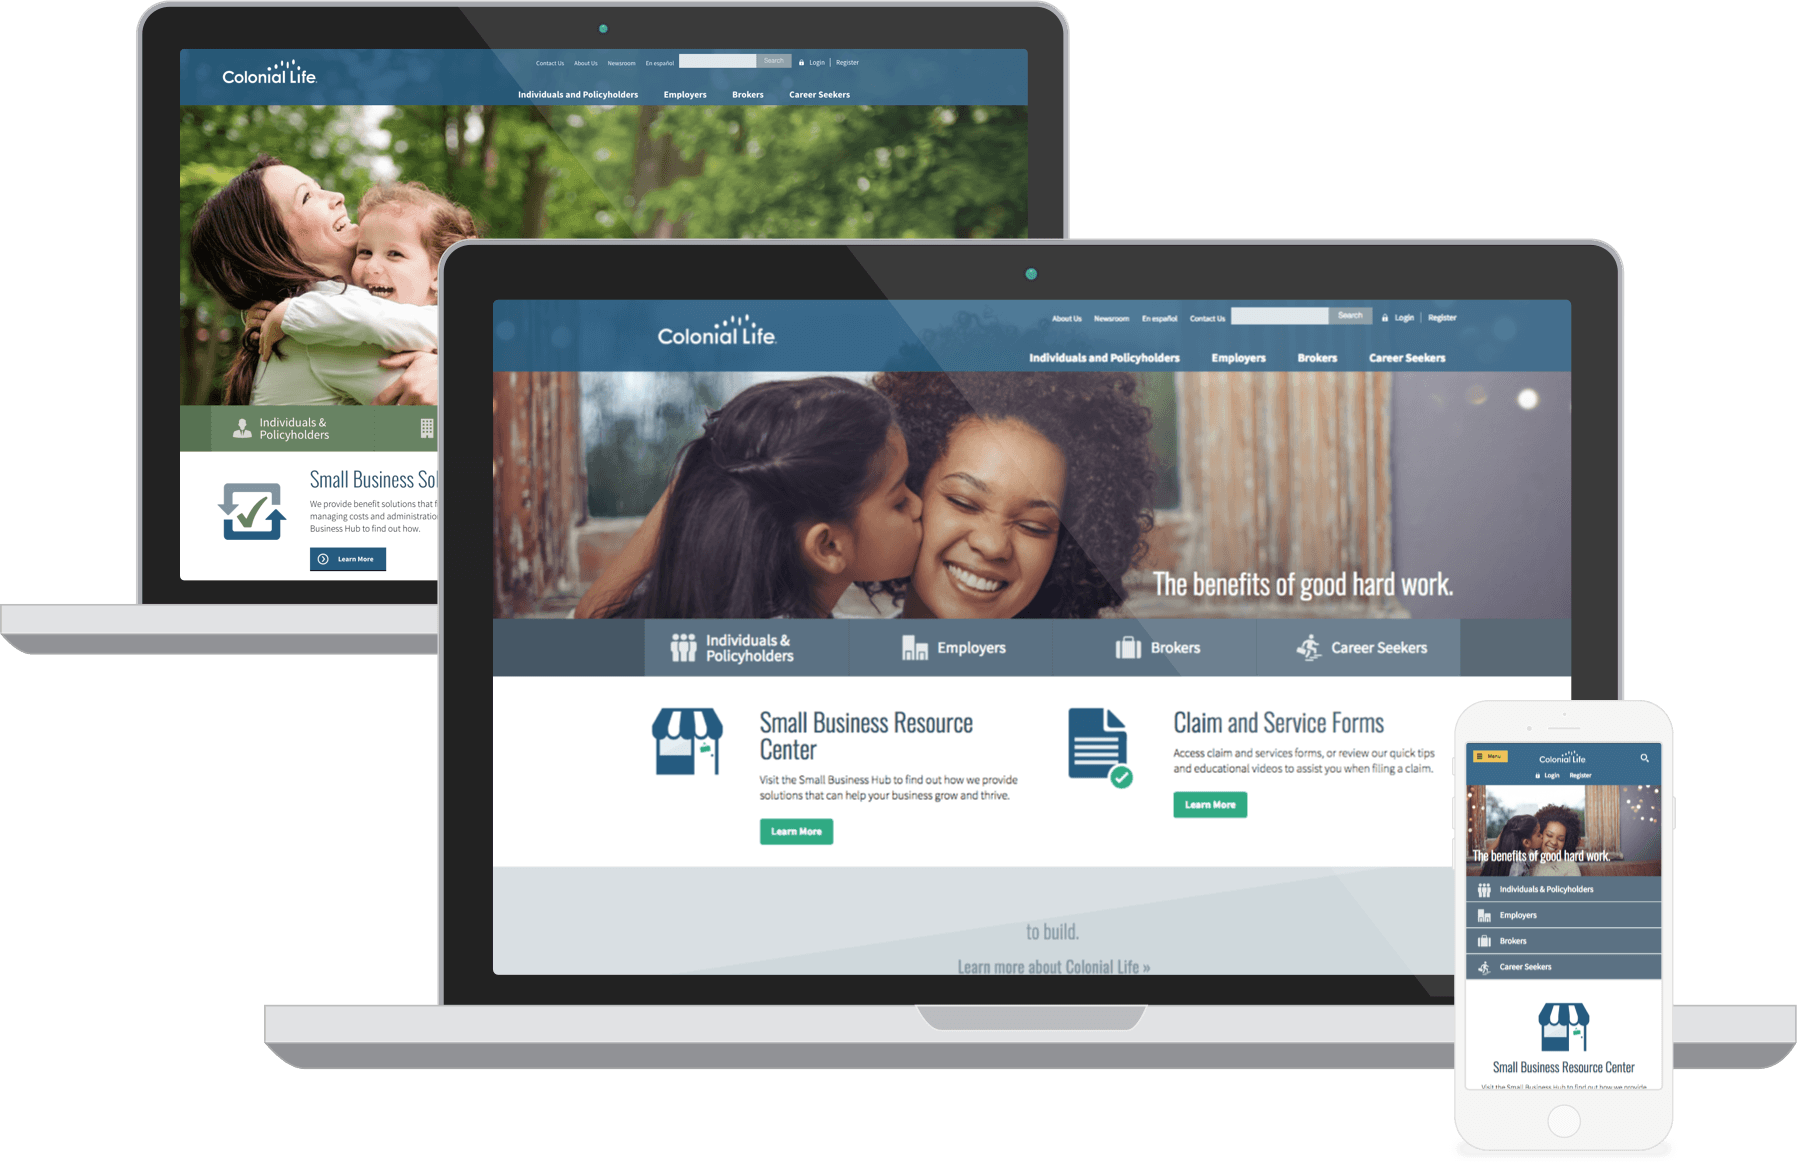 Colonial Life
Contact Us About Us Newsroom En español Search Login Register
Individuals and Policyholders Employers Brokers Career Seekers
Individuals &
Policyholders
Small Business Sol
We provide benefit solutions that f
managing costs and administratio
Business Hub to find out how.
Learn More
Colonial Life
About Us Newsroom En español Contact Us Search Login Register
Individuals and Policyholders Employers Brokers Career Seekers
The benefits of good hard work.
Individuals &
Policyholders
Employers
Brokers
Career Seekers
Small Business Resource
Center
Visit the Small Business Hub to find out how we provide
solutions that can help your business grow and thrive.
Learn More
Claim and Service Forms
Access claim and services forms, or review our quick tips
and educational videos to assist you when filing a claim.
Learn More
to build.
Learn more about Colonial Life »
Menu
Colonial Life
Login Register
The benefits of good hard work.
Individuals & Policyholders
Employers
Brokers
Career Seekers
Small Business Resource Center
Visit the Small Business Hub to find out how we provide